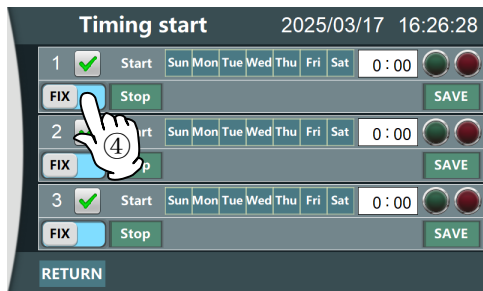 Timing start 2025/03/17 16:26:28
1 Start Sun Mon Tue Wed Thu Fri Sat 0:00
FIX Stop SAVE
2 Sun Mon Tue Wed Thu Fri Sat 0:00
④
FIX SAVE
3 Start Sun Mon Tue Wed Thu Fri Sat 0:00
FIX Stop SAVE
RETURN